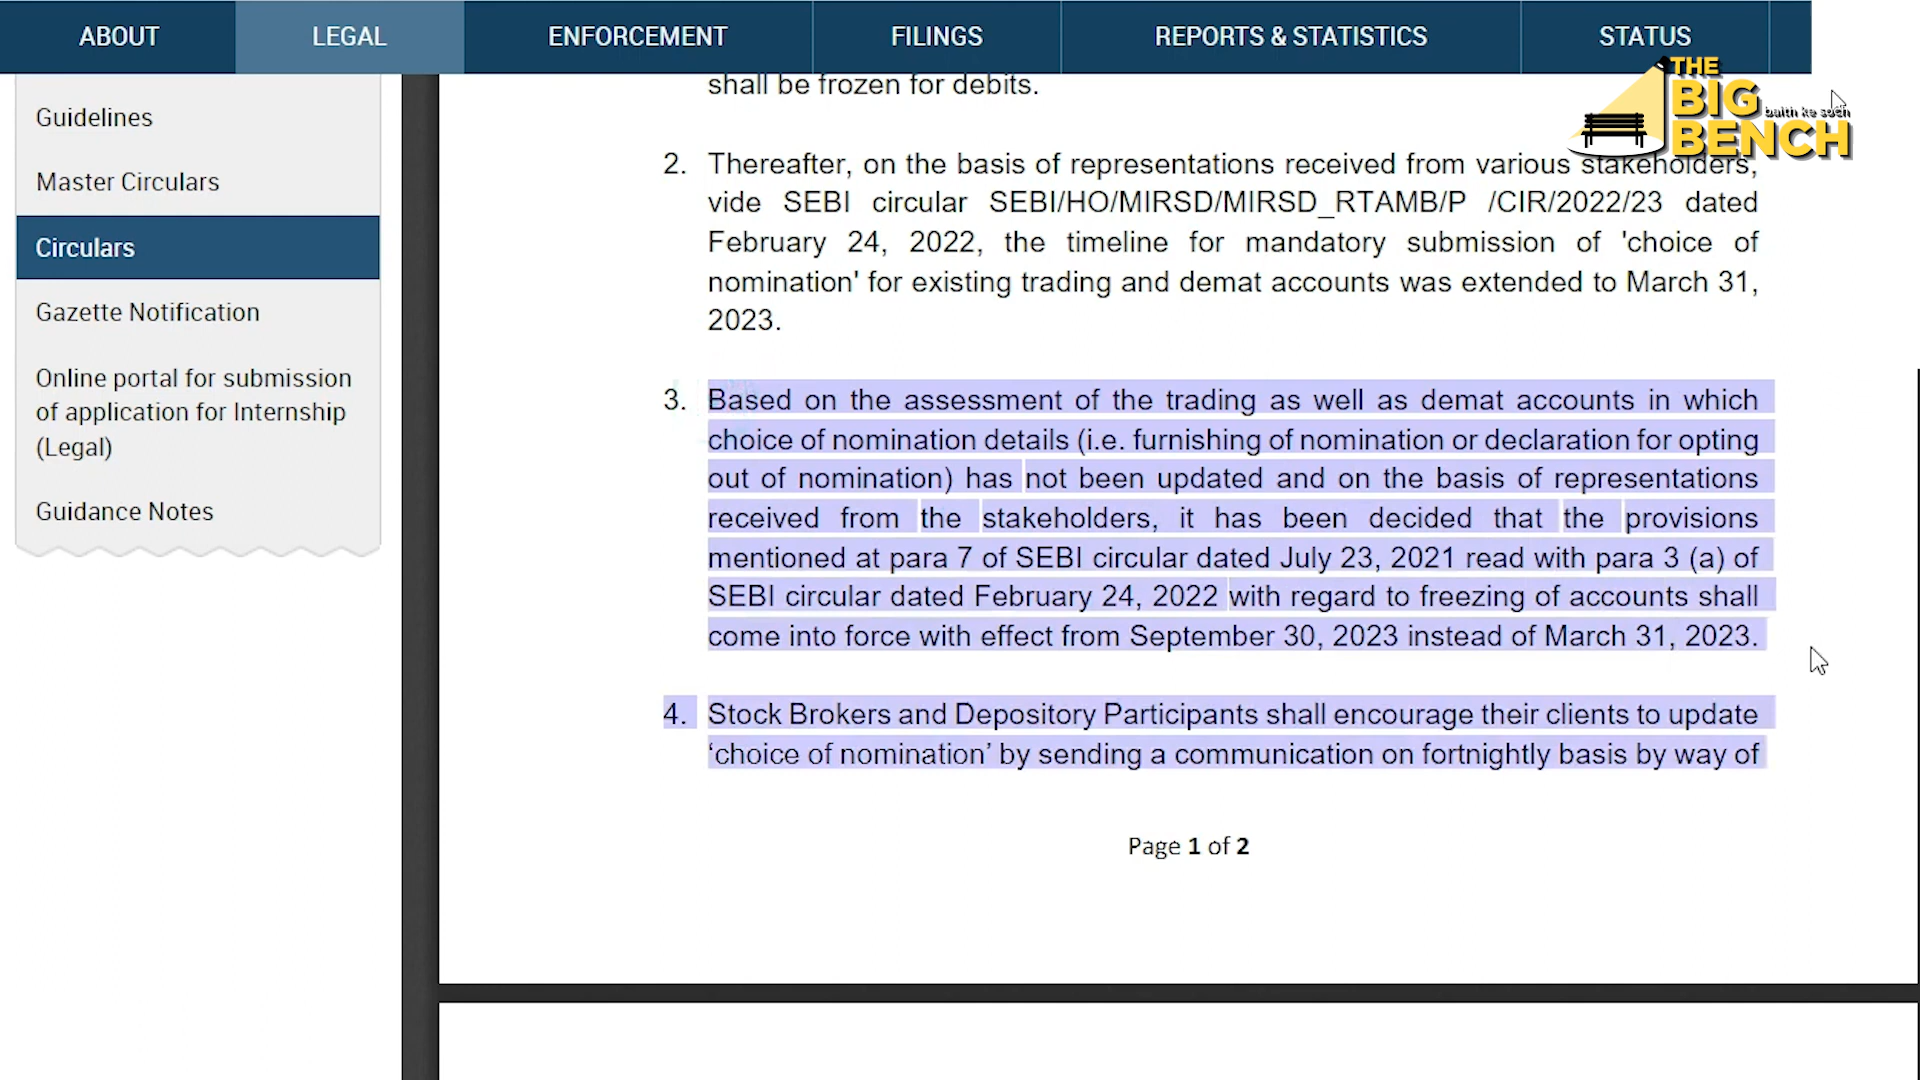 ABOUT LEGAL ENFORCEMENT FILINGS REPORTS & STATISTICS STATUS
THE
BIG baith ke soch
BENCH
Guidelines
Master Circulars
Circulars
Gazette Notification
Online portal for submission
of application for Internship
(Legal)
Guidance Notes
shall be frozen for debits.
2. Thereafter, on the basis of representations received from various stakeholders,
vide SEBI circular SEBI/HO/MIRSD/MIRSD_RTAMB/P /CIR/2022/23 dated
February 24, 2022, the timeline for mandatory submission of 'choice of
nomination' for existing trading and demat accounts was extended to March 31,
2023.
3. Based on the assessment of the trading as well as demat accounts in which
choice of nomination details (i.e. furnishing of nomination or declaration for opting
out of nomination) has not been updated and on the basis of representations
received from the stakeholders, it has been decided that the provisions
mentioned at para 7 of SEBI circular dated July 23, 2021 read with para 3 (a) of
SEBI circular dated February 24, 2022 with regard to freezing of accounts shall
come into force with effect from September 30, 2023 instead of March 31, 2023.
4. Stock Brokers and Depository Participants shall encourage their clients to update
‘choice of nomination’ by sending a communication on fortnightly basis by way of
Page 1 of 2